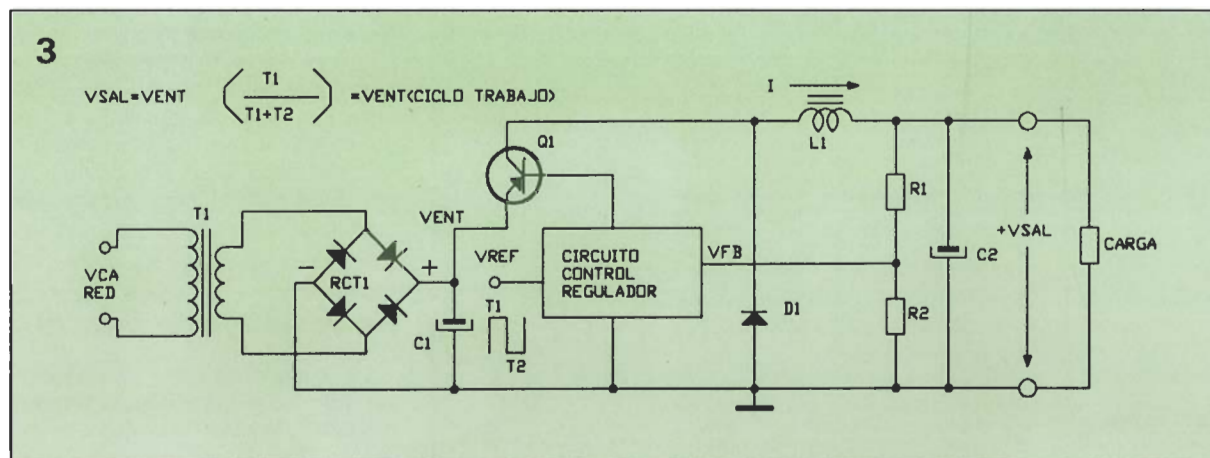 3
VSAL=VENT ( T1 / T1+T2 ) =VENT(CICLO TRABAJO)
I
L1
Q1
R1
VENT
T1
+VSAL
CARGA
VREF
CIRCUITO
CONTROL
REGULADOR
VFB
C2
VCA
RED
-
RCT1
+
T1
D1
R2
C1
T2